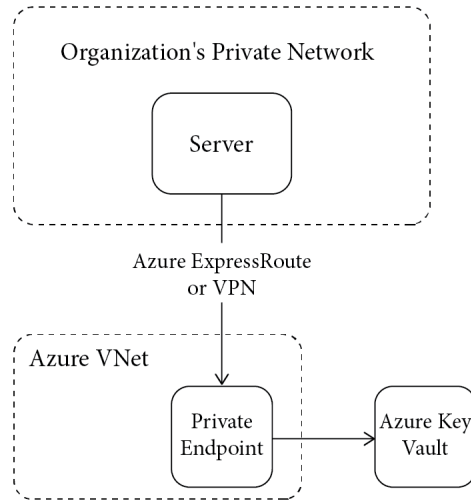 Organization's Private Network
Server
Azure ExpressRoute
or VPN
Azure VNet
Private
Endpoint
Azure Key
Vault